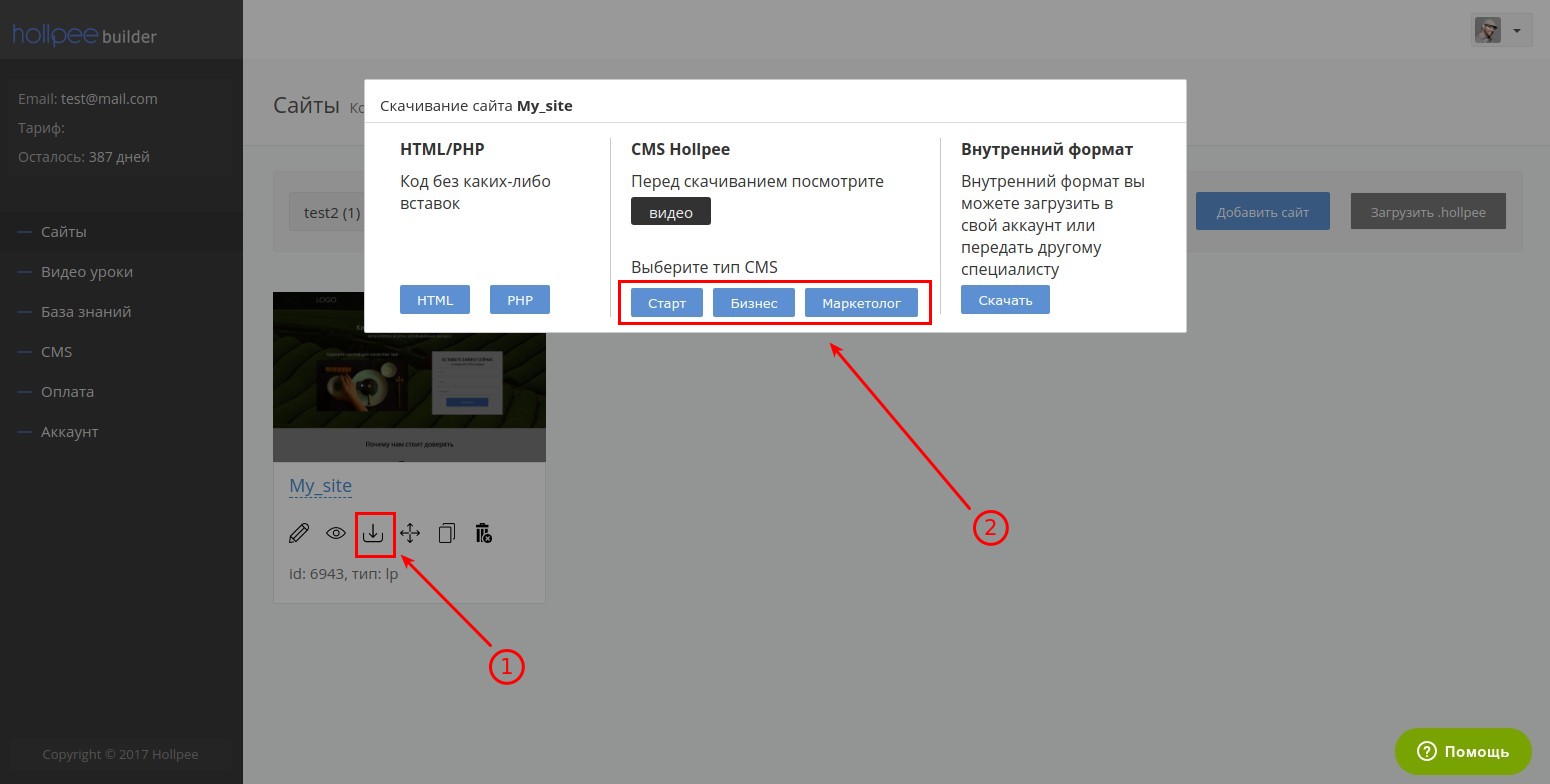 hollpee builder
Email: test@mail.com
Тариф:
Осталось: 387 дней
Сайты
Видео уроки
База знаний
CMS
Оплата
Аккаунт
Copyright © 2017 Hollpee
Сайты
test2 (1)
Добавить сайт
Загрузить .hollpee
Скачивание сайта My_site
HTML/PHP
Код без каких-либо
вставок
HTML
PHP
CMS Hollpee
Перед скачиванием посмотрите
видео
Выберите тип CMS
Старт
Бизнес
Маркетолог
Внутренний формат
Внутренний формат вы
можете загрузить в
свой аккаунт или
передать другому
специалисту
Скачать
LOGO
Почему нам стоит доверять
My_site
id: 6943, тип: lp
1
2
Помощь